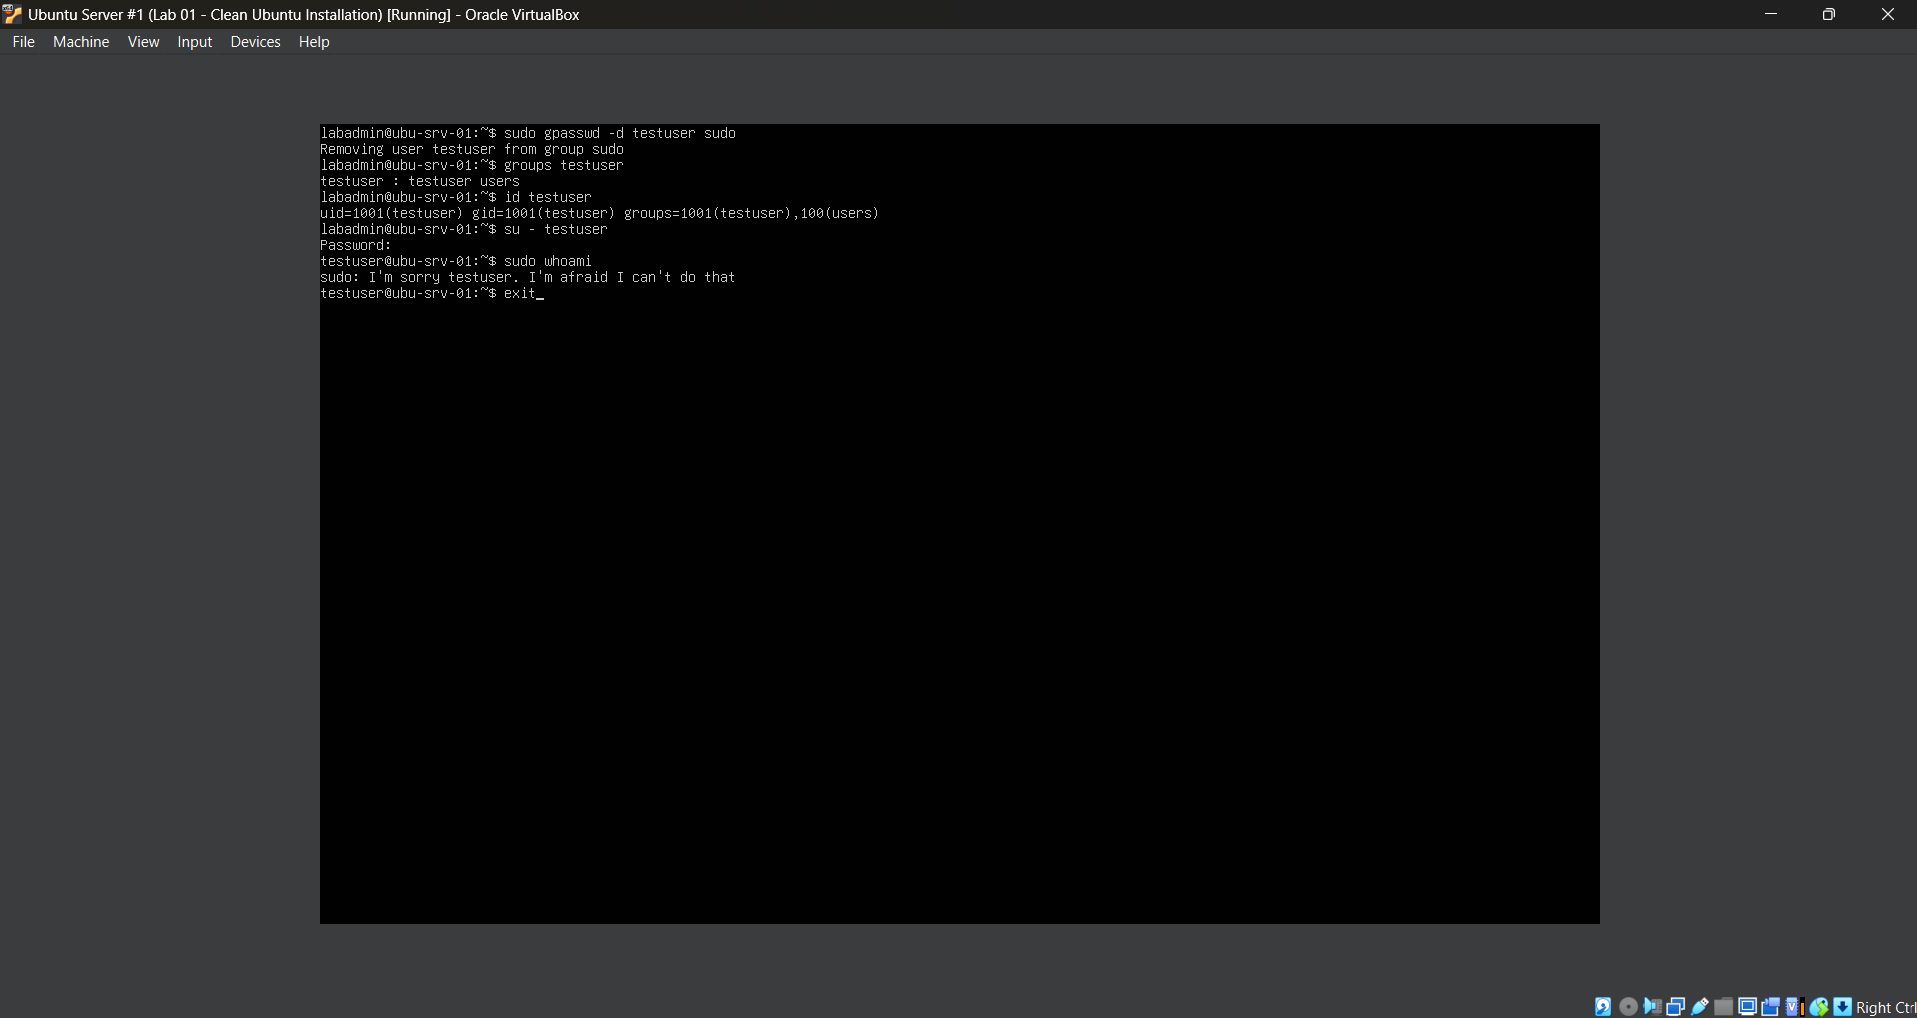 Ubuntu Server #1 (Lab 01 - Clean Ubuntu Installation) [Running] - Oracle VirtualBox
File Machine View Input Devices Help
labadmin@ubu-srv-01:~$ sudo gpasswd -d testuser sudo
Removing user testuser from group sudo
labadmin@ubu-srv-01:~$ groups testuser
testuser : testuser users
labadmin@ubu-srv-01:~$ id testuser
uid=1001(testuser) gid=1001(testuser) groups=1001(testuser),100(users)
labadmin@ubu-srv-01:~$ su - testuser
Password:
testuser@ubu-srv-01:~$ sudo whoami
sudo: I'm sorry testuser. I'm afraid I can't do that
testuser@ubu-srv-01:~$ exit_
Right Ctrl